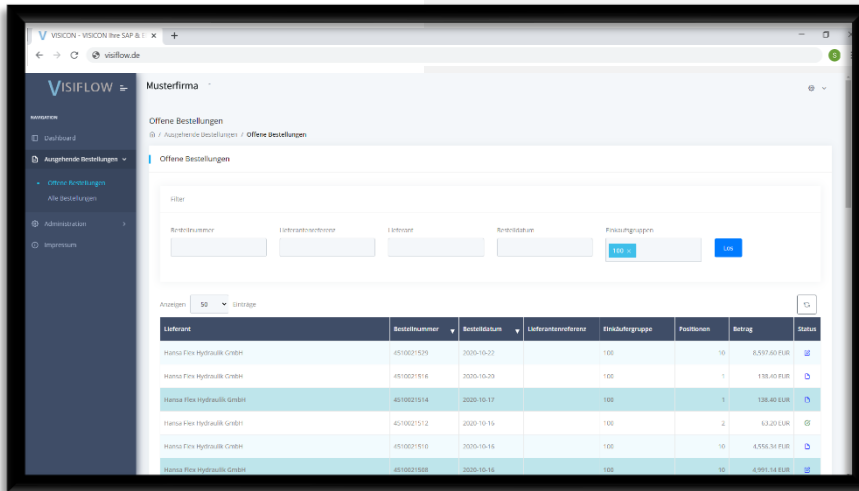 VISICON - VISICON Ihre SAP &
visiflow.de
S
VISIFLOW
Musterfirma
NAVIGATION
Dashboard
Ausgehende Bestellungen
Offene Bestellungen
Alle Bestellungen
Administration
Impressum
Offene Bestellungen
/ Ausgehende Bestellungen / Offene Bestellungen
Offene Bestellungen
Filter
Bestellnummer Lieferantenreferenz Lieferant Bestelldatum Einkaufsgruppen
100 × Los
Anzeigen 50 Einträge
Lieferant Bestellnummer Bestelldatum Lieferantenreferenz Einkäufergruppe Positionen Betrag Status
Hansa Flex Hydraulik GmbH 4510021529 2020-10-22 100 10 8,597.60 EUR
Hansa Flex Hydraulik GmbH 4510021516 2020-10-20 100 1 138.40 EUR
Hansa Flex Hydraulik GmbH 4510021514 2020-10-17 100 1 138.40 EUR
Hansa Flex Hydraulik GmbH 4510021512 2020-10-16 100 2 63.20 EUR
Hansa Flex Hydraulik GmbH 4510021510 2020-10-16 100 10 4,556.34 EUR
Hansa Flex Hydraulik GmbH 4510021508 2020-10-16 100 10 4,991.14 EUR